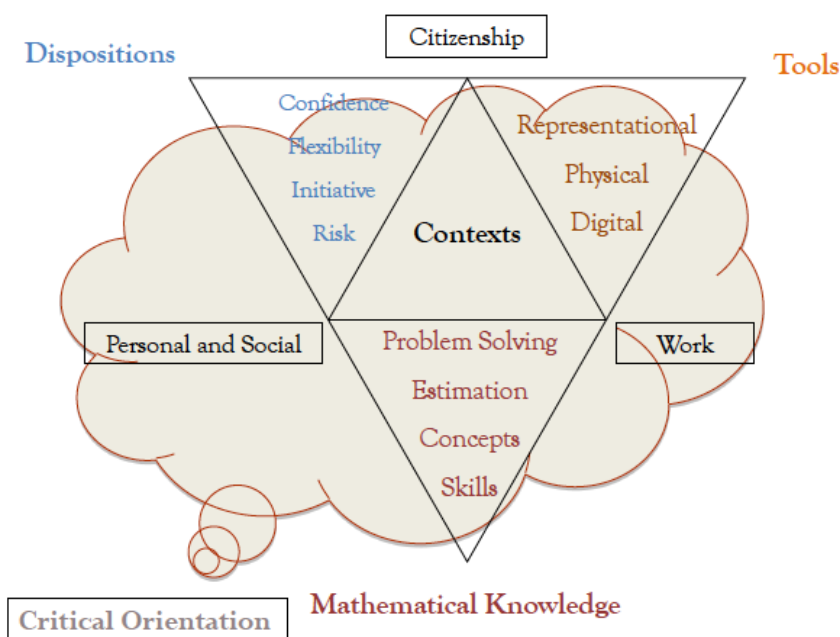 Citizenship
Dispositions
Tools
Confidence
Flexibility
Initiative
Risk
Representational
Physical
Digital
Contexts
Personal and Social
Work
Problem Solving
Estimation
Concepts
Skills
Mathematical Knowledge
Critical Orientation